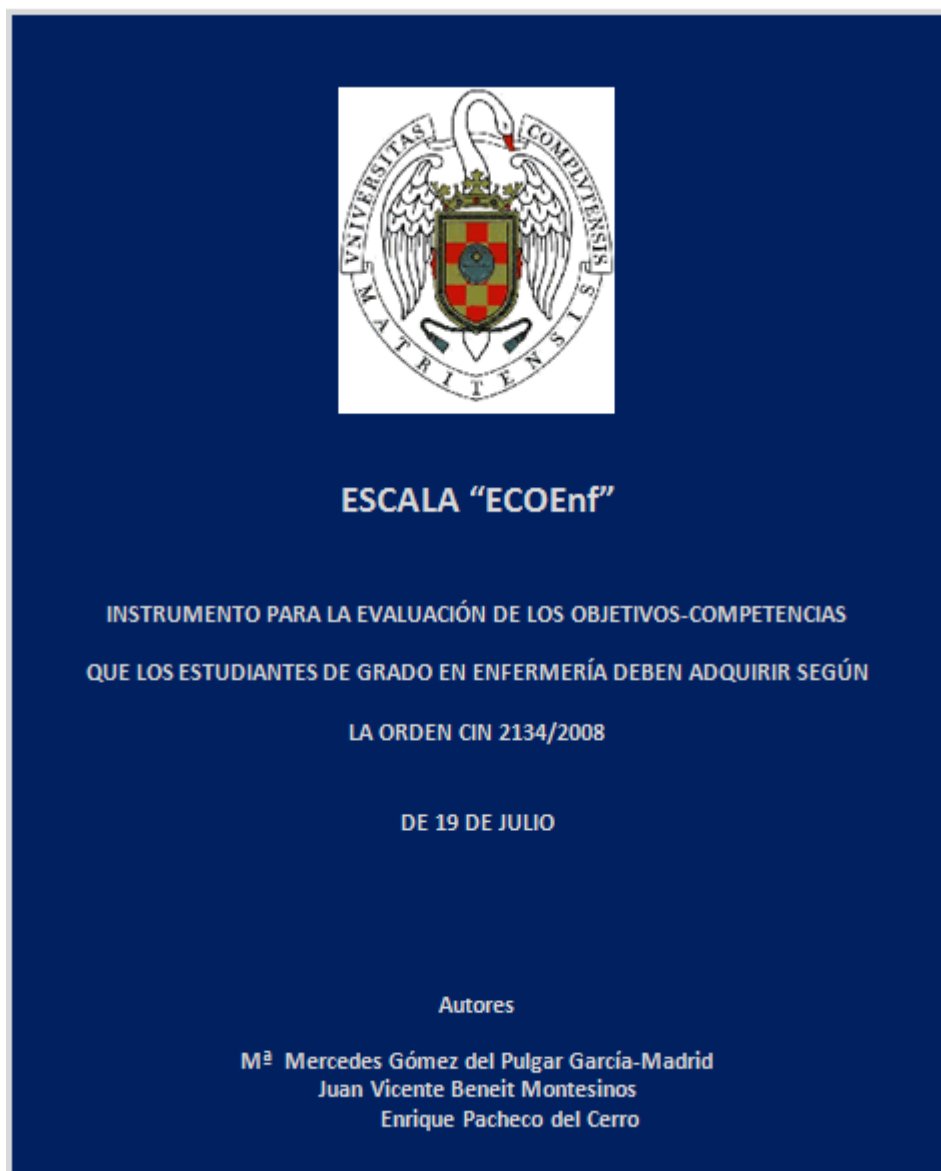 VNIVERSITAS COMPLVTENSIS
MATRITENSIS
ESCALA “ECOEnf”
INSTRUMENTO PARA LA EVALUACIÓN DE LOS OBJETIVOS-COMPETENCIAS
QUE LOS ESTUDIANTES DE GRADO EN ENFERMERÍA DEBEN ADQUIRIR SEGÚN
LA ORDEN CIN 2134/2008
DE 19 DE JULIO
Autores
Mª Mercedes Gómez del Pulgar García-Madrid
Juan Vicente Beneit Montesinos
Enrique Pacheco del Cerro